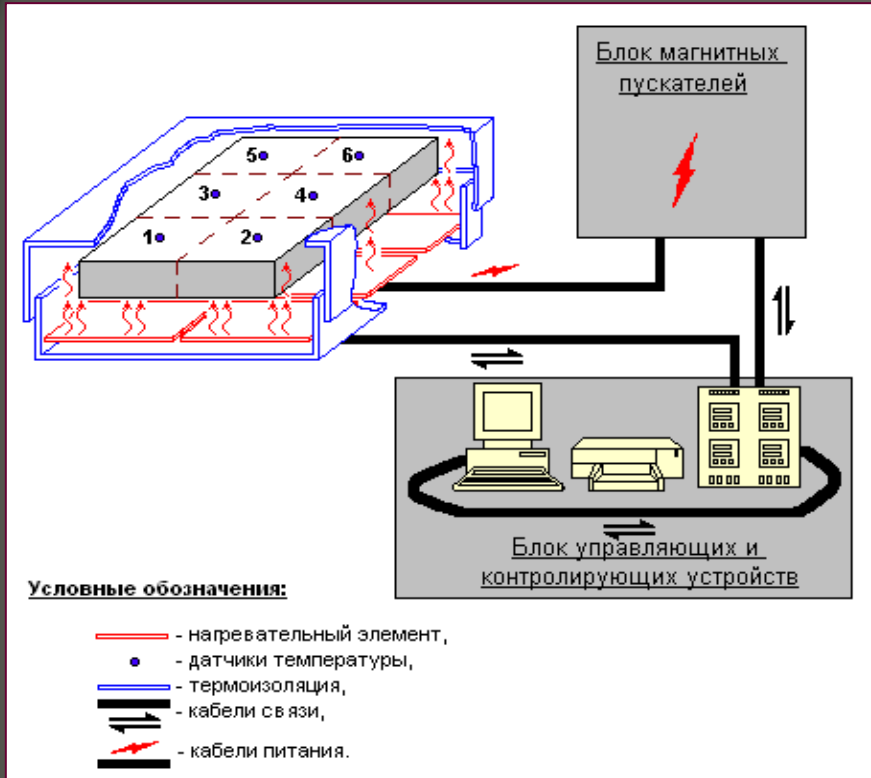 Блок магнитных
пускателей
5 6
3 4
1 2
Блок управляющих и
контролирующих устройств
Условные обозначения:
- нагревательный элемент,
- датчики температуры,
- термоизоляция,
- кабели связи,
- кабели питания.